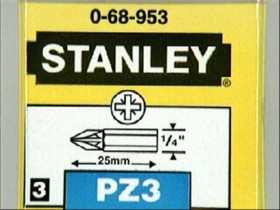 0-68-953
STANLEY®
1/4"
25mm
3
PZ3